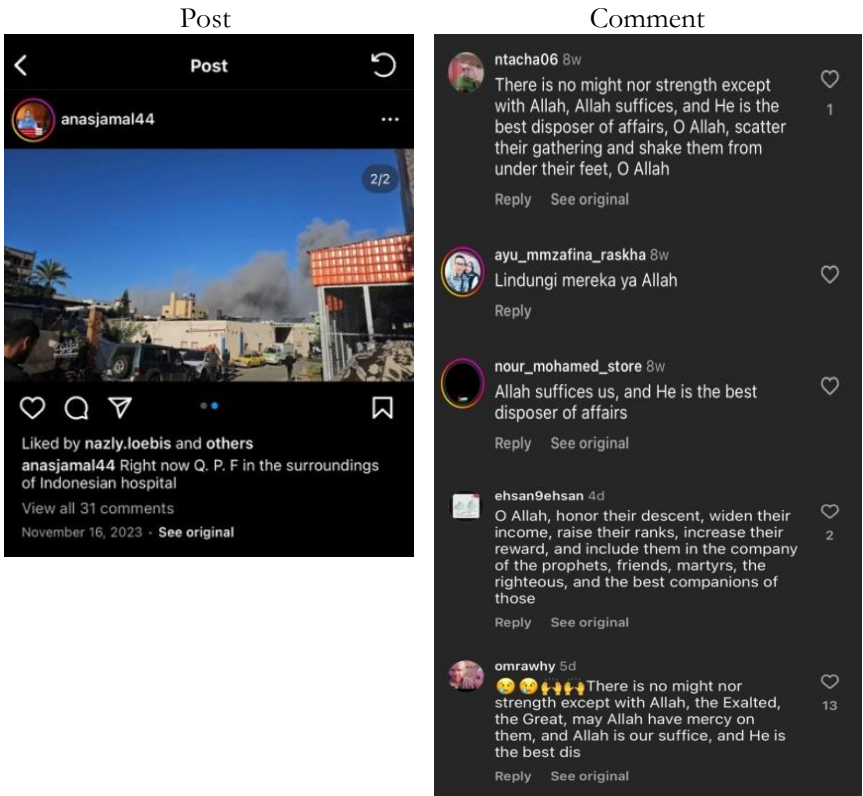 Post
Comment
Post
anasjamal44
2/2
Liked by nazly.loebis and others
anasjamal44 Right now Q. P. F in the surroundings
of Indonesian hospital
View all 31 comments
November 16, 2023 · See original
ntacha06 8w
There is no might nor strength except
with Allah, Allah suffices, and He is the
best disposer of affairs, O Allah, scatter
their gathering and shake them from
under their feet, O Allah
1
Reply See original
ayu_mmzafina_raskha 8w
Lindungi mereka ya Allah
Reply
nour_mohamed_store 8w
Allah suffices us, and He is the best
disposer of affairs
Reply See original
ehsan9ehsan 4d
O Allah, honor their descent, widen their
income, raise their ranks, increase their
reward, and include them in the company
of the prophets, friends, martyrs, the
righteous, and the best companions of
those
2
Reply See original
omrawhy 5d
😢😢🙌🙌There is no might nor
strength except with Allah, the Exalted,
the Great, may Allah have mercy on
them, and Allah is our suffice, and He is
the best dis
13
Reply See original